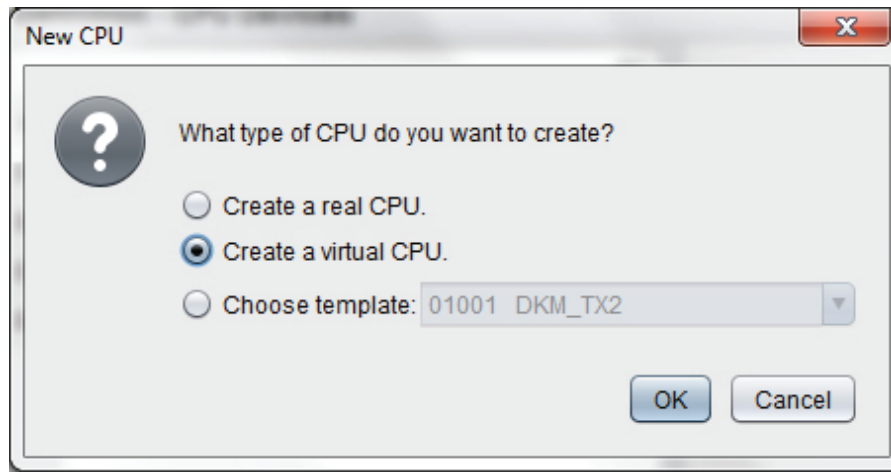 New CPU
What type of CPU do you want to create?
Create a real CPU.
Create a virtual CPU.
Choose template: 01001 DKM_TX2
OK Cancel